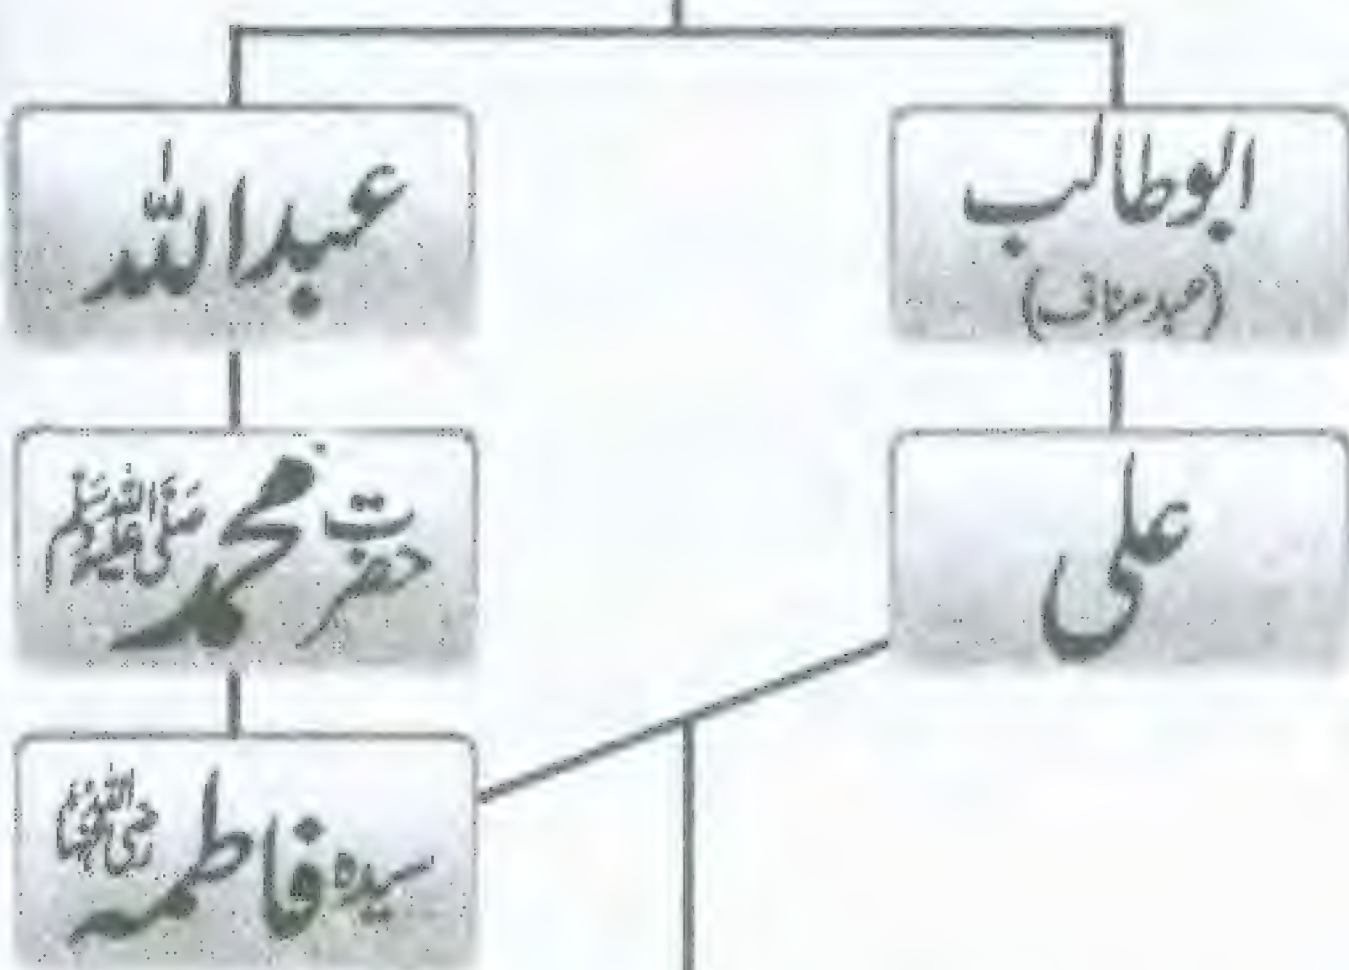 ابوطالب
(عبد مناف)
عبداللہ
علی
حضرت محمد صلی اللہ علیہ وسلم
سیدہ فاطمہ رضی اللہ عنہا